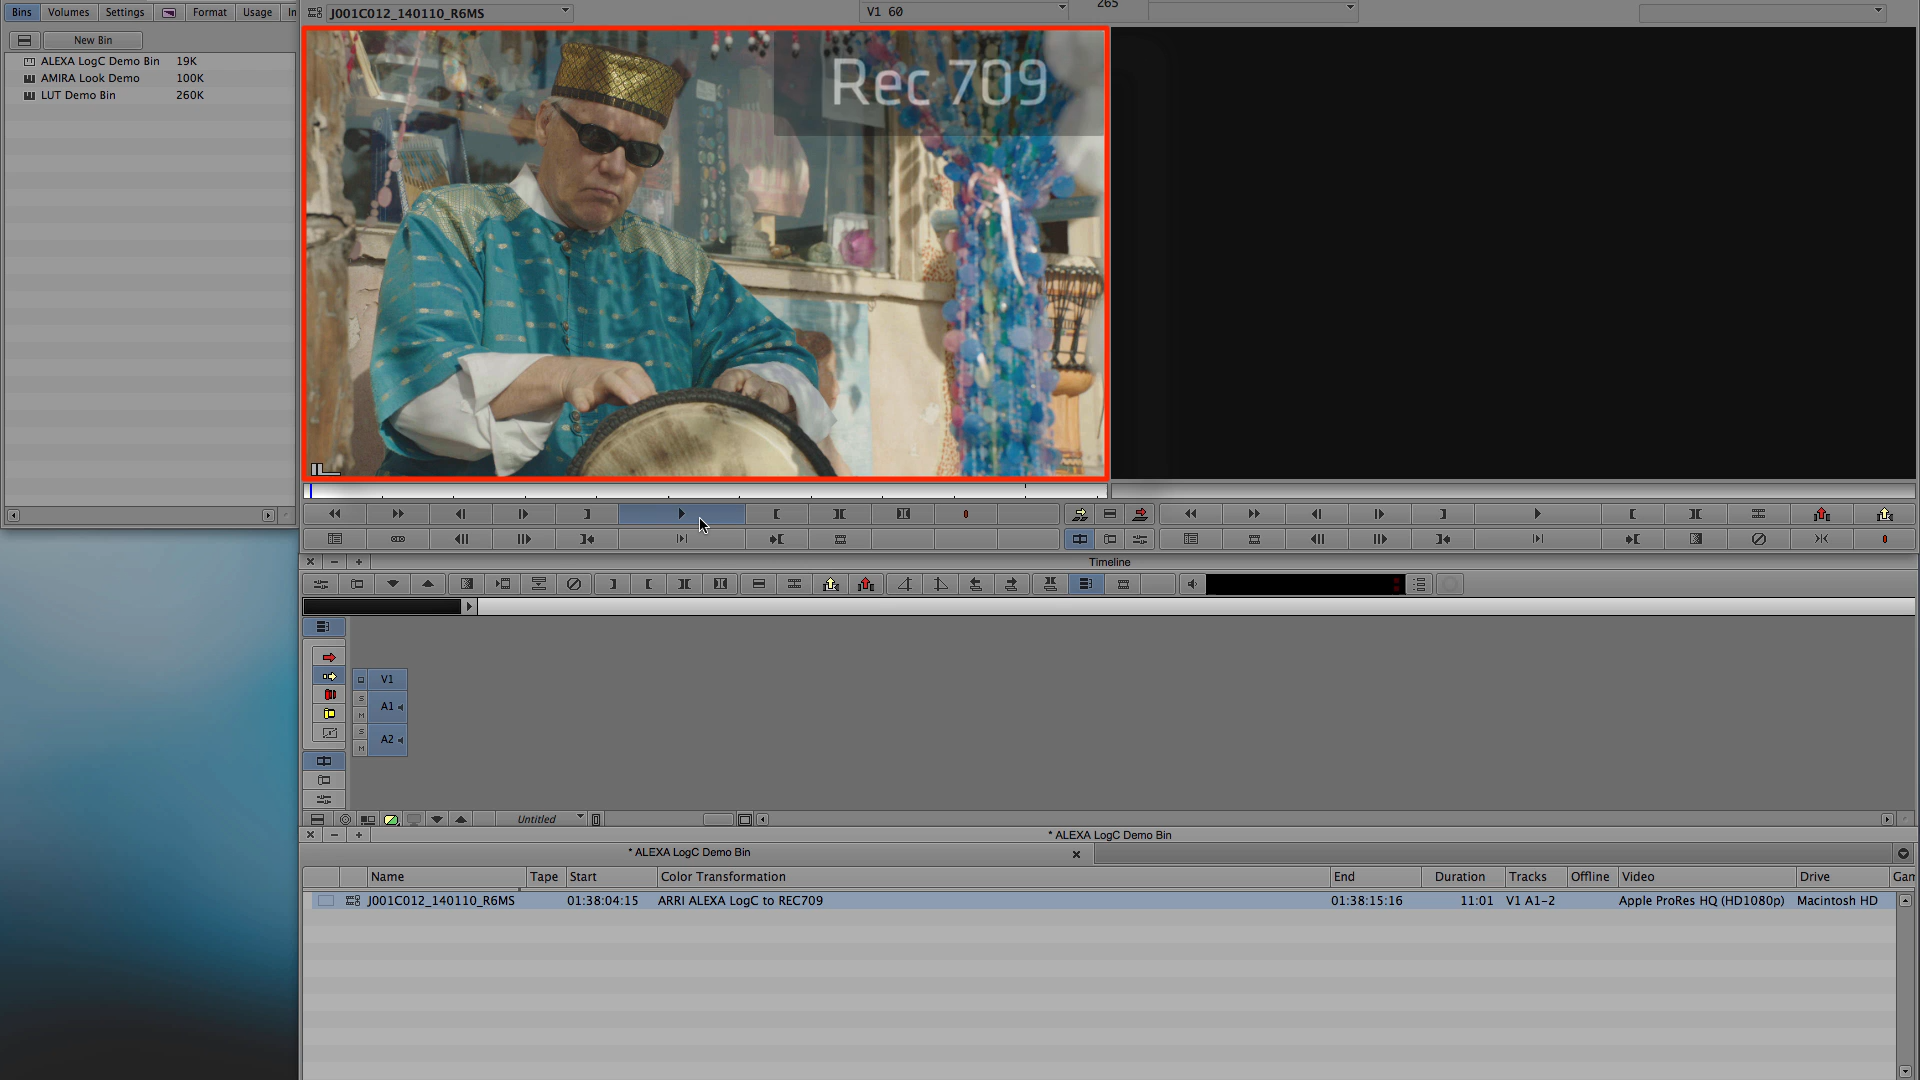 Bins Volumes Settings Format Usage In
New Bin
ALEXA LogC Demo Bin 19K
AMIRA Look Demo 100K
LUT Demo Bin 260K
J001C012_140110_R6MS
V1 60
265
Rec 709
Timeline
V1
S
A1
M
S
A2
M
Untitled
* ALEXA LogC Demo Bin
* ALEXA LogC Demo Bin
Name Tape Start Color Transformation End Duration Tracks Offline Video Drive Gam
J001C012_140110_R6MS 01:38:04:15 ARRI ALEXA LogC to REC709 01:38:15:16 11:01 V1 A1-2 Apple ProRes HQ (HD1080p) Macintosh HD